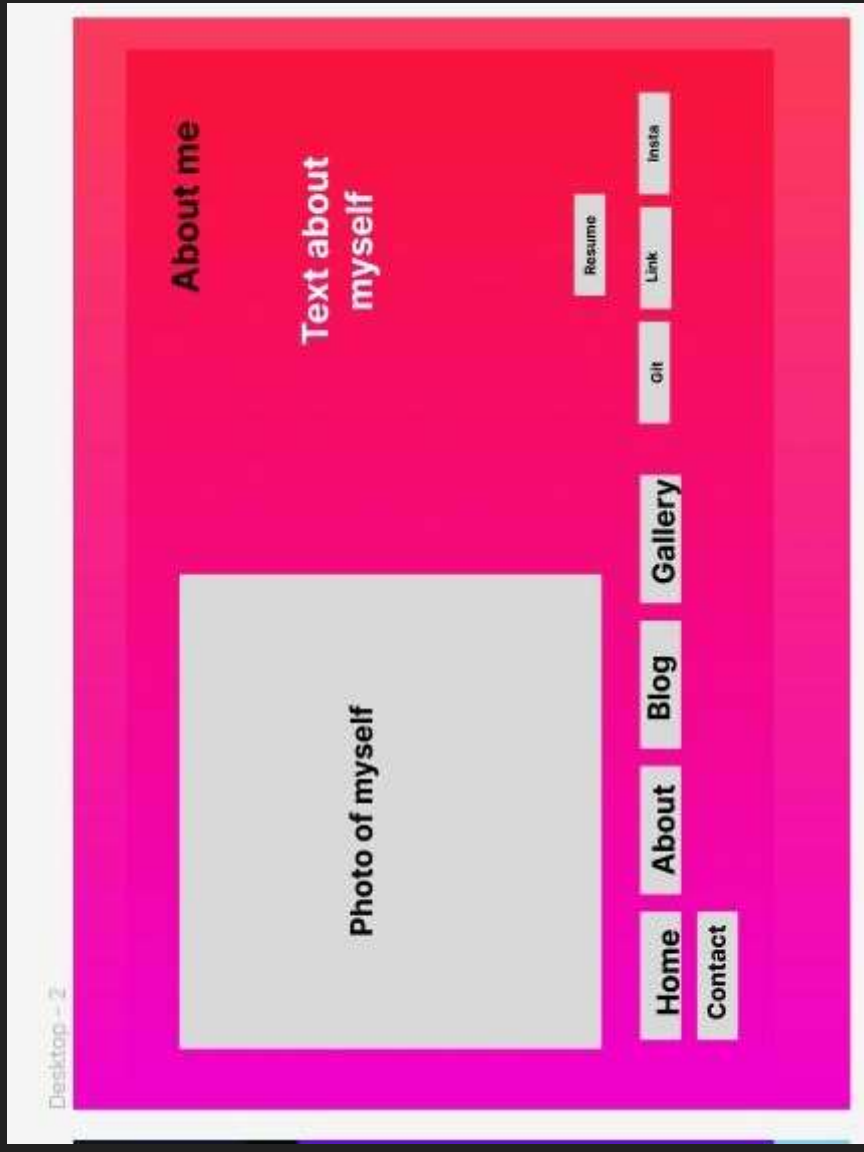 Desktop - 2
About me
Text about
myself
Photo of myself
Resume
Home
About
Blog
Gallery
Git
Link
Insta
Contact